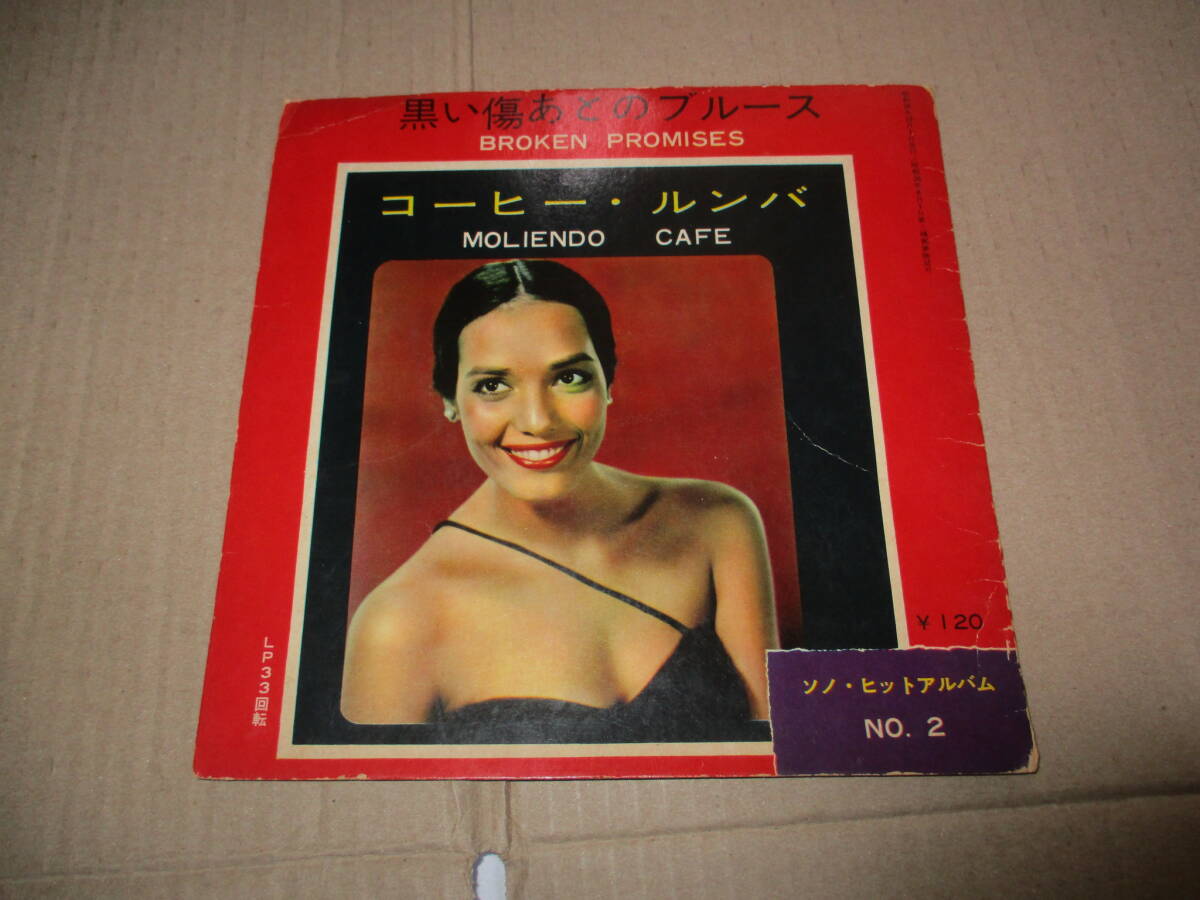 黒い傷あとのブルース
BROKEN PROMISES
コーヒー・ルンバ
MOLIENDO CAFE
¥120
LP33回転
ソノ・ヒットアルバム
NO. 2